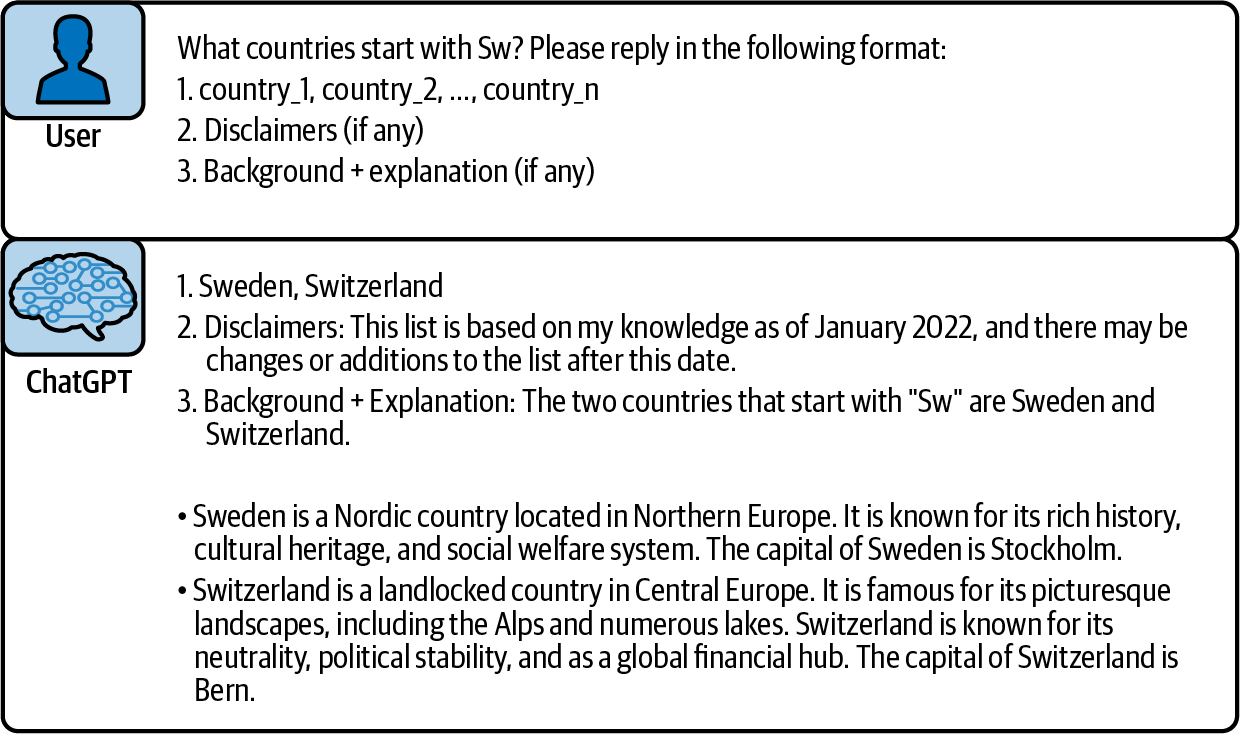 What countries start with Sw? Please reply in the following format:
1. country_1, country_2, ..., country_n
2. Disclaimers (if any)
3. Background + explanation (if any)
User
1. Sweden, Switzerland
2. Disclaimers: This list is based on my knowledge as of January 2022, and there may be
changes or additions to the list after this date.
3. Background + Explanation: The two countries that start with "Sw" are Sweden and
Switzerland.
ChatGPT
• Sweden is a Nordic country located in Northern Europe. It is known for its rich history,
cultural heritage, and social welfare system. The capital of Sweden is Stockholm.
• Switzerland is a landlocked country in Central Europe. It is famous for its picturesque
landscapes, including the Alps and numerous lakes. Switzerland is known for its
neutrality, political stability, and as a global financial hub. The capital of Switzerland is
Bern.